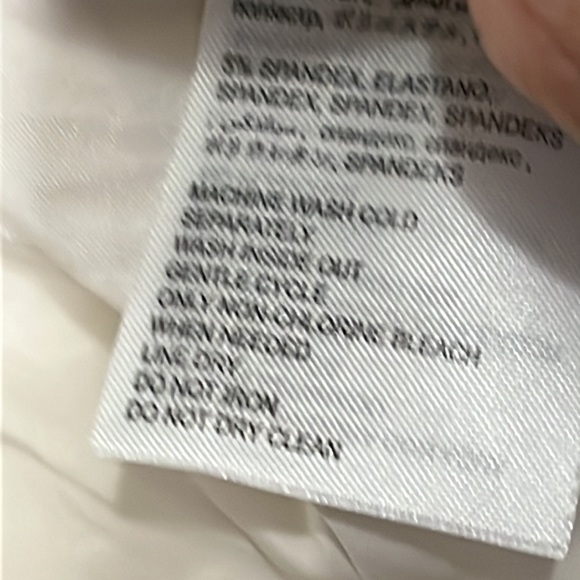 5% SPANDEX, ELASTANO,
SPANDEX, SPANDEX, SPANDEKS
SPANDEKS
MACHINE WASH COLD
SEPARATELY
WASH INSIDE OUT
GENTLE CYCLE
ONLY NON-CHLORINE BLEACH
WHEN NEEDED
LINE DRY
DO NOT IRON
DO NOT DRY CLEAN